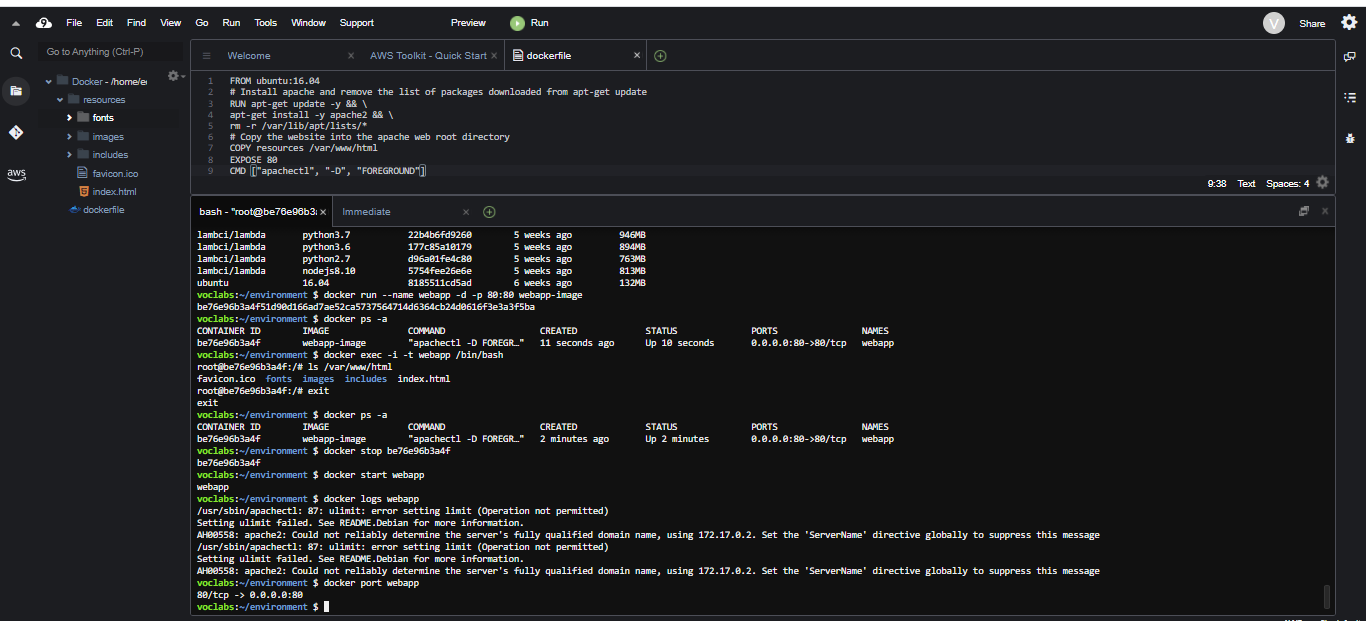 File Edit Find View Go Run Tools Window Support Preview Run V Share
Go to Anything (Ctrl-P)
Welcome × AWS Toolkit - Quick Start × dockerfile ×
Docker - /home/e
resources
fonts
images
includes
favicon.ico
index.html
dockerfile
aws
1 FROM ubuntu:16.04
2 # Install apache and remove the list of packages downloaded from apt-get update
3 RUN apt-get update -y && \
4 apt-get install -y apache2 && \
5 rm -r /var/lib/apt/lists/*
6 # Copy the website into the apache web root directory
7 COPY resources /var/www/html
8 EXPOSE 80
9 CMD ["apachectl", "-D", "FOREGROUND"]
9:38 Text Spaces: 4
bash - "root@be76e96b3a × Immediate ×
lambci/lambda python3.7 22b4b6fd9260 5 weeks ago 946MB
lambci/lambda python3.6 177c85a10179 5 weeks ago 894MB
lambci/lambda python2.7 d96a01fe4c80 5 weeks ago 763MB
lambci/lambda nodejs8.10 5754fee26e6e 5 weeks ago 813MB
ubuntu 16.04 8185511cd5ad 6 weeks ago 132MB
voclabs:~/environment $ docker run --name webapp -d -p 80:80 webapp-image
be76e96b3a4f51d90d166ad7ae52ca5737564714d6364cb24d0616f3e3a3f5ba
voclabs:~/environment $ docker ps -a
CONTAINER ID IMAGE COMMAND CREATED STATUS PORTS NAMES
be76e96b3a4f webapp-image "apachectl -D FOREGR…" 11 seconds ago Up 10 seconds 0.0.0.0:80->80/tcp webapp
voclabs:~/environment $ docker exec -i -t webapp /bin/bash
root@be76e96b3a4f:/# ls /var/www/html
favicon.ico fonts images includes index.html
root@be76e96b3a4f:/# exit
exit
voclabs:~/environment $ docker ps -a
CONTAINER ID IMAGE COMMAND CREATED STATUS PORTS NAMES
be76e96b3a4f webapp-image "apachectl -D FOREGR…" 2 minutes ago Up 2 minutes 0.0.0.0:80->80/tcp webapp
voclabs:~/environment $ docker stop be76e96b3a4f
be76e96b3a4f
voclabs:~/environment $ docker start webapp
webapp
voclabs:~/environment $ docker logs webapp
/usr/sbin/apachectl: 87: ulimit: error setting limit (Operation not permitted)
Setting ulimit failed. See README.Debian for more information.
AH00558: apache2: Could not reliably determine the server's fully qualified domain name, using 172.17.0.2. Set the 'ServerName' directive globally to suppress this message
/usr/sbin/apachectl: 87: ulimit: error setting limit (Operation not permitted)
Setting ulimit failed. See README.Debian for more information.
AH00558: apache2: Could not reliably determine the server's fully qualified domain name, using 172.17.0.2. Set the 'ServerName' directive globally to suppress this message
voclabs:~/environment $ docker port webapp
80/tcp -> 0.0.0.0:80
voclabs:~/environment $